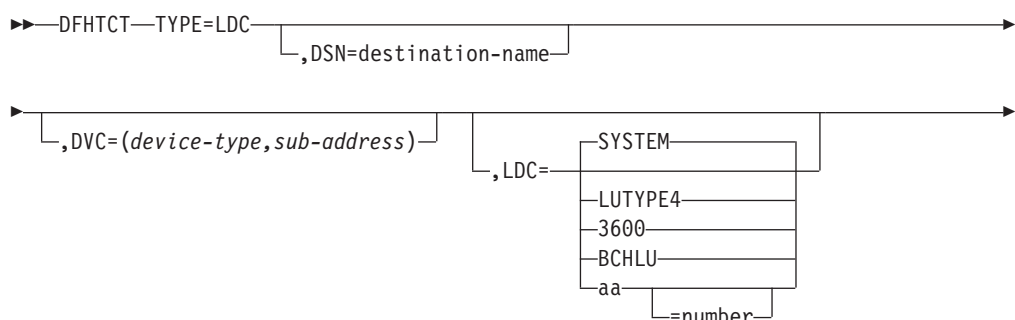 DFHTCT TYPE=LDC
,DSN=destination-name
,DVC=(device-type,sub-address)
,LDC=
SYSTEM
LUTYPE4
3600
BCHLU
aa
=number